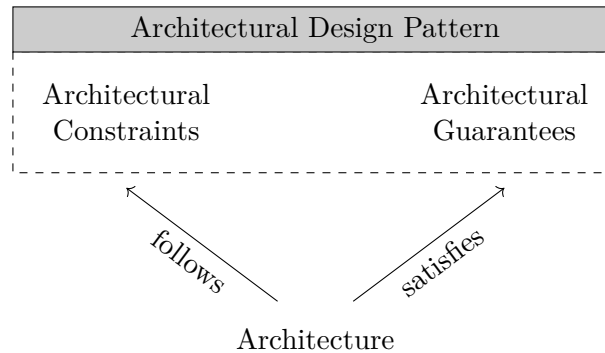 Architectural Design Pattern
Architectural
Constraints
Architectural
Guarantees
follows
satisfies
Architecture